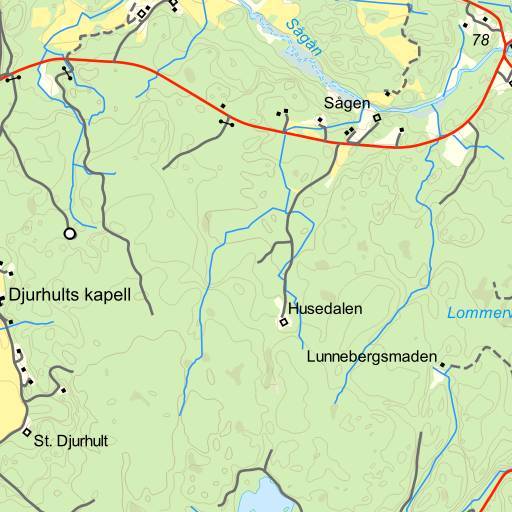 Sågån
78
Sågen
Djurhults kapell
Husedalen
Lommerv
Lunnebergsmaden
St. Djurhult